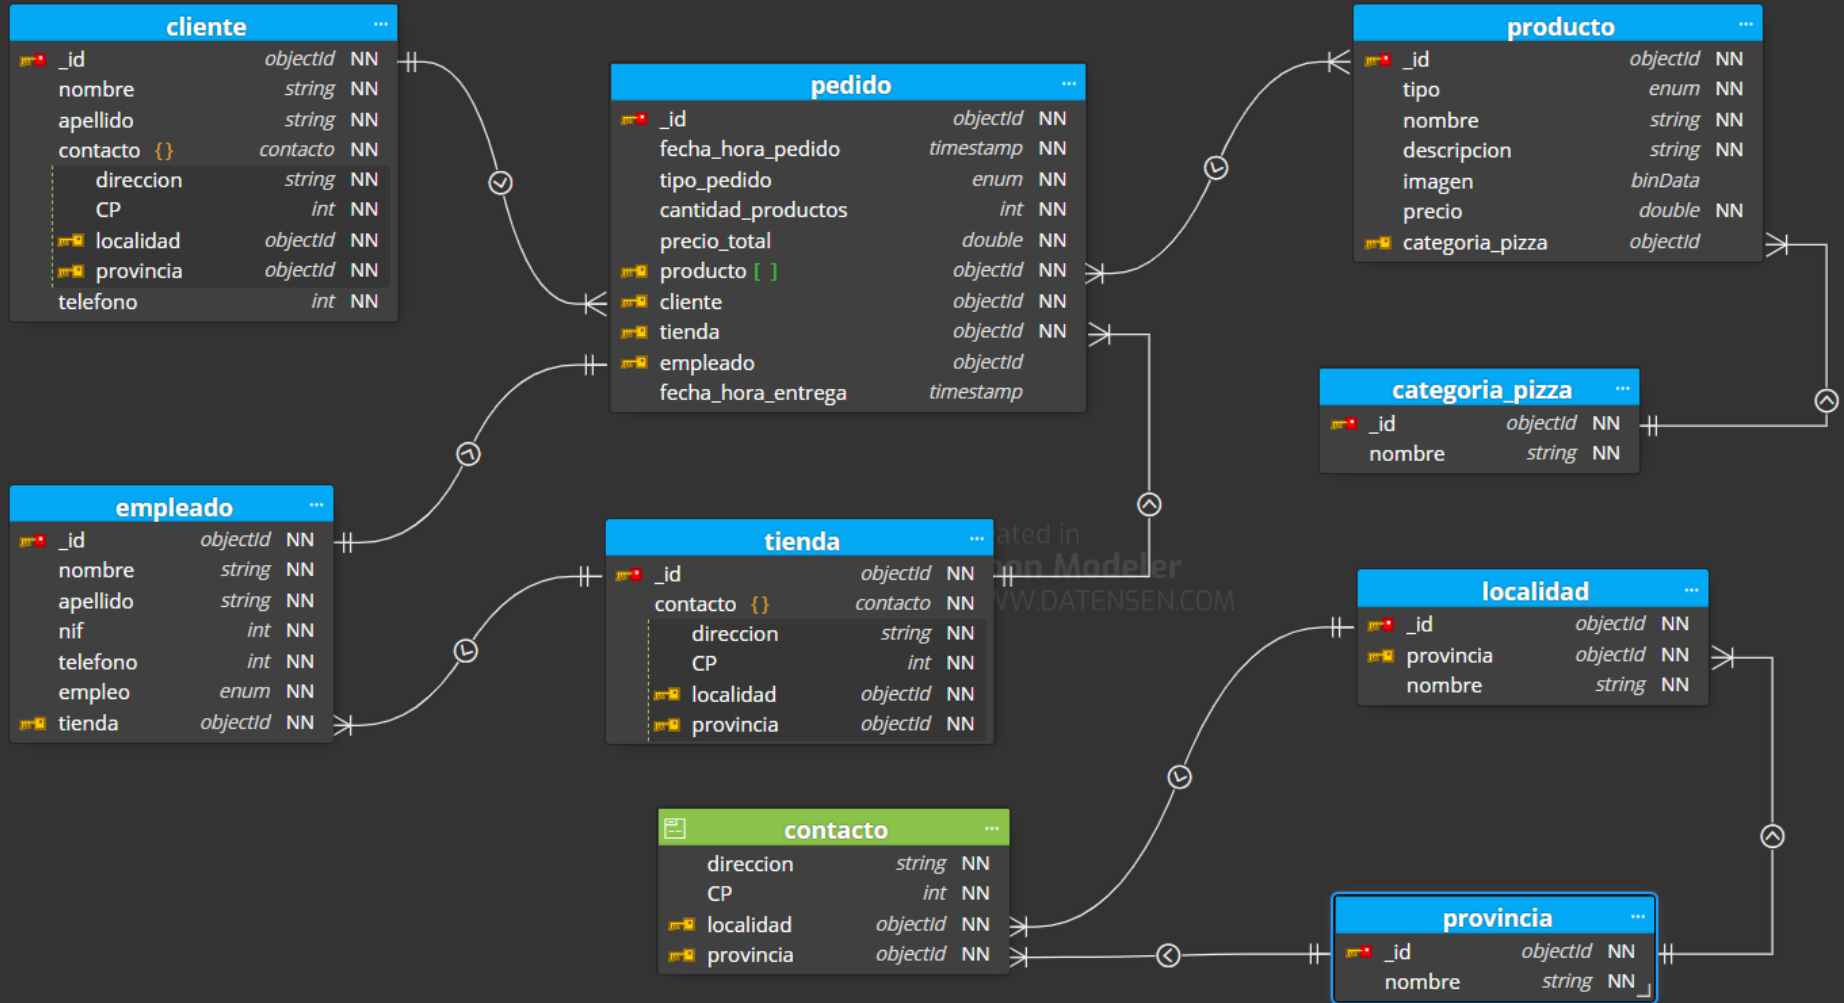 cliente ...
_id objectId NN
nombre string NN
apellido string NN
contacto {} contacto NN
direccion string NN
CP int NN
localidad objectId NN
provincia objectId NN
telefono int NN
pedido ...
_id objectId NN
fecha_hora_pedido timestamp NN
tipo_pedido enum NN
cantidad_productos int NN
precio_total double NN
producto [ ] objectId NN
cliente objectId NN
tienda objectId NN
empleado objectId
fecha_hora_entrega timestamp
producto ...
_id objectId NN
tipo enum NN
nombre string NN
descripcion string NN
imagen binData
precio double NN
categoria_pizza objectId
categoria_pizza ...
_id objectId NN
nombre string NN
empleado ...
_id objectId NN
nombre string NN
apellido string NN
nif int NN
telefono int NN
empleo enum NN
tienda objectId NN
tienda ...
_id objectId NN
contacto {} contacto NN
direccion string NN
CP int NN
localidad objectId NN
provincia objectId NN
ated in
oon Modeler
WW.DATENSEN.COM
localidad ...
_id objectId NN
provincia objectId NN
nombre string NN
contacto ...
direccion string NN
CP int NN
localidad objectId NN
provincia objectId NN
provincia ...
_id objectId NN
nombre string NN